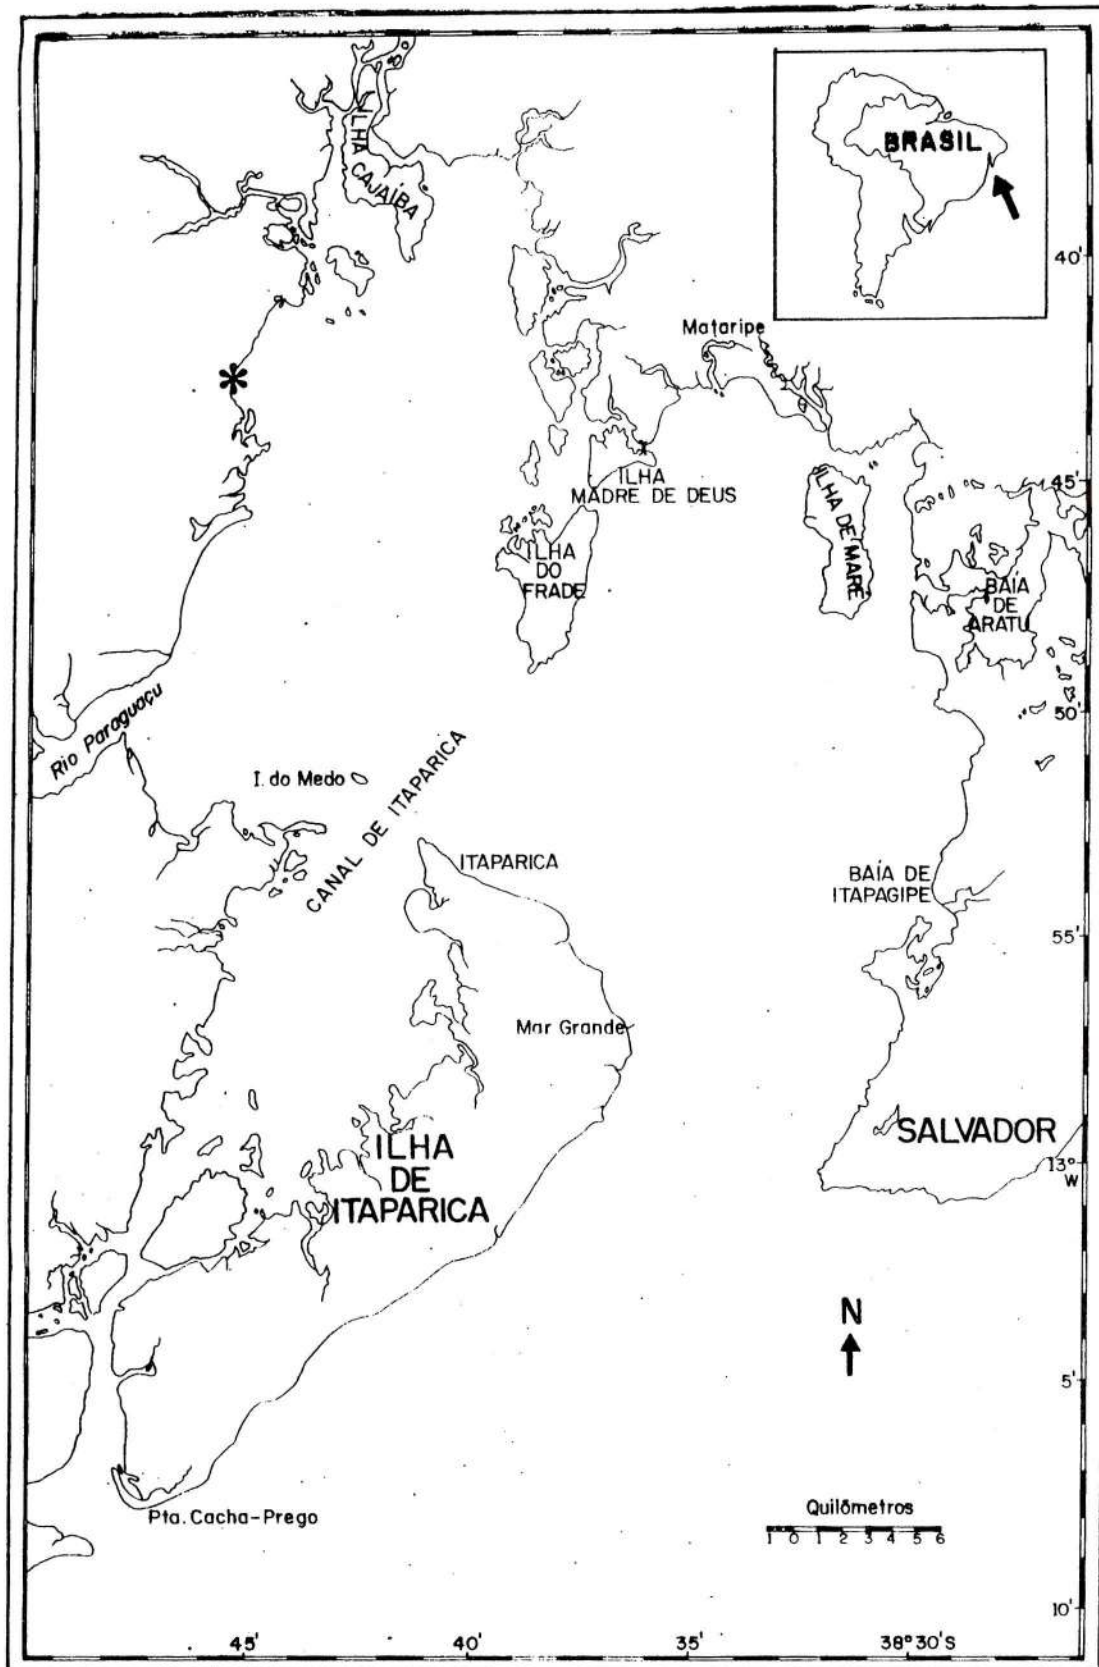 BRASIL
ILHA
CAJAÍBA
40'
Mataripe
ILHA
MADRE DE DEUS
45'
ILHA DE MARÉ
ILHA
DO
FRADE
BAÍA
DE
ARATU
50'
Rio Paraguaçu
I. do Medo
CANAL DE ITAPARICA
ITAPARICA
BAÍA DE
ITAPAGIPE
55'
Mar Grande
SALVADOR
13°
W
ILHA
DE
ITAPARICA
N
5'
Pta. Cacha-Prego
Quilômetros
1 0 1 2 3 4 5 6
10'
45' 40' 35' 38°30'S